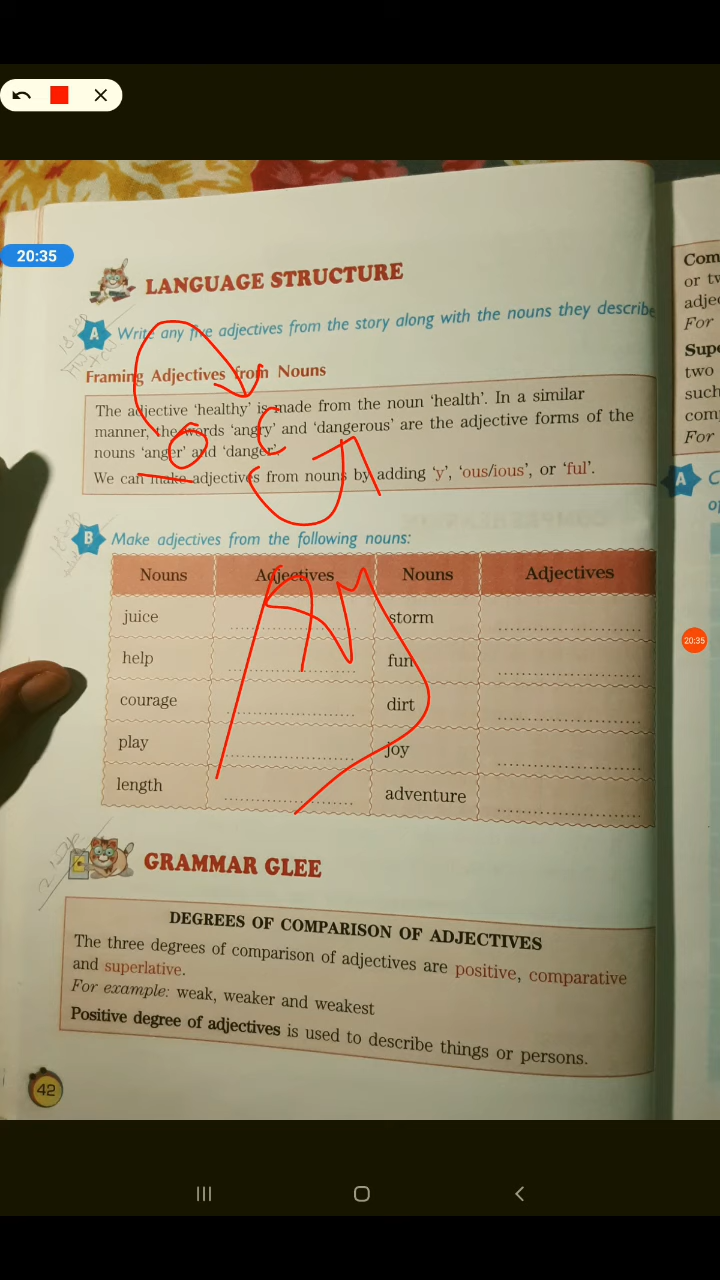 20:35
LANGUAGE STRUCTURE
A Write any five adjectives from the story along with the nouns they describe
Framing Adjectives from Nouns
The adjective ‘healthy’ is made from the noun ‘health’. In a similar
manner, the words ‘angry’ and ‘dangerous’ are the adjective forms of the
nouns ‘anger’ and ‘danger’.
We can make adjectives from nouns by adding ‘y’, ‘ous/ious’, or ‘ful’.
B Make adjectives from the following nouns:
Nouns Adjectives Nouns Adjectives
juice storm
help fun
courage dirt
play joy
length adventure
20:35
GRAMMAR GLEE
DEGREES OF COMPARISON OF ADJECTIVES
The three degrees of comparison of adjectives are positive, comparative
and superlative.
For example: weak, weaker and weakest
Positive degree of adjectives is used to describe things or persons.
42
Com
or tw
adjec
For
Supe
two
such
com
For
A C
of